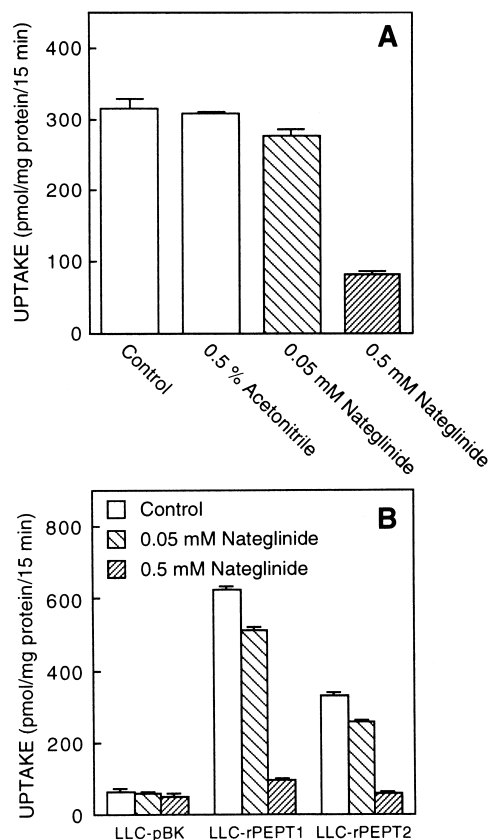 A
UPTAKE (pmol/mg protein/15 min)
400
300
200
100
0
Control
0.5 % Acetonitrile
0.05 mM Nateglinide
0.5 mM Nateglinide
B
UPTAKE (pmol/mg protein/15 min)
800
600
400
200
0
Control
0.05 mM Nateglinide
0.5 mM Nateglinide
LLC-pBK LLC-rPEPT1 LLC-rPEPT2